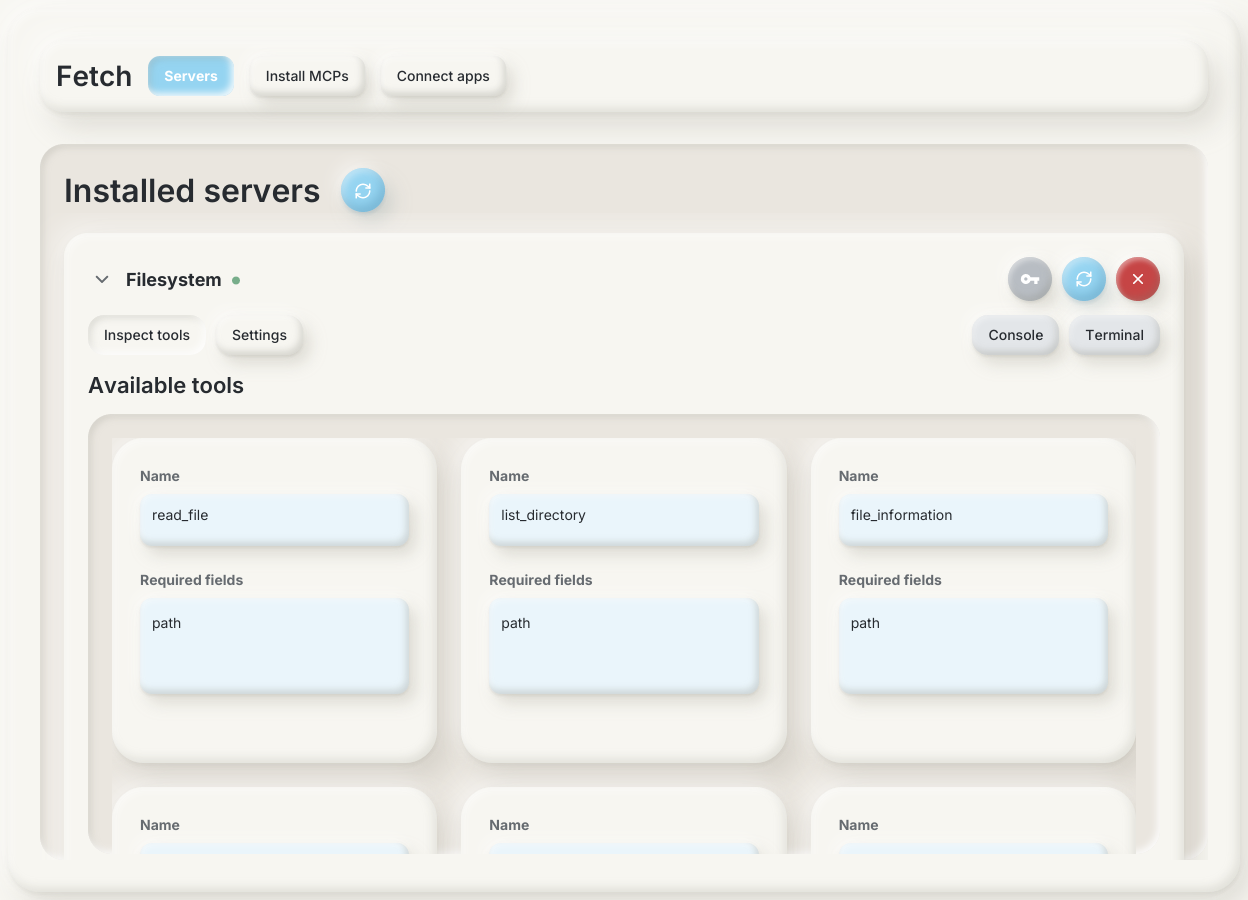 Fetch Servers Install MCPs Connect apps
Installed servers
Filesystem
Inspect tools Settings Console Terminal
Available tools
Name Name Name
read_file list_directory file_information
Required fields Required fields Required fields
path path path
Name Name Name